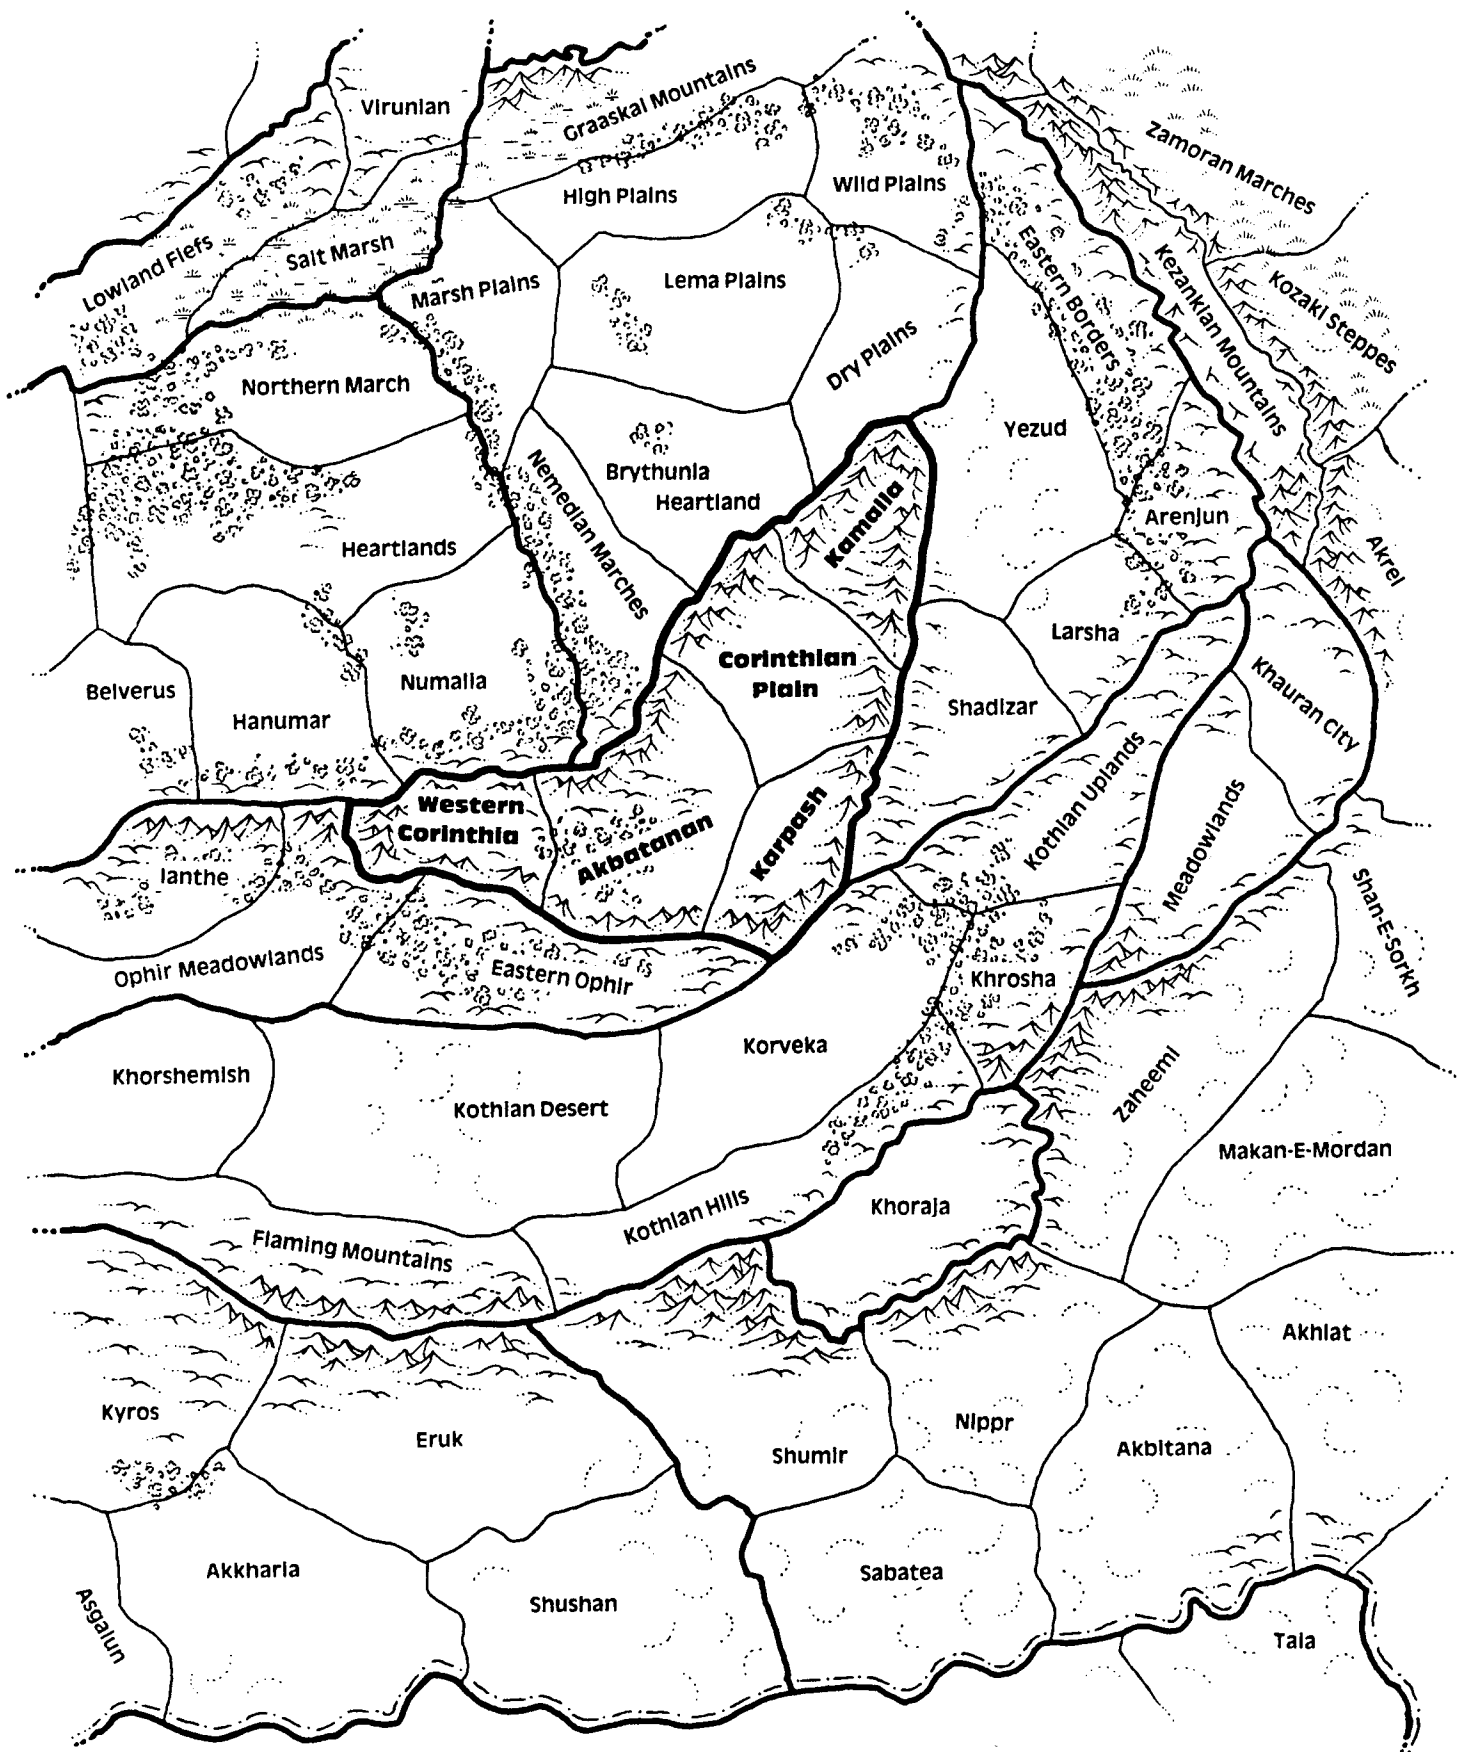 Virunian
Graaskal Mountains
Zamoran Marches
High Plains
Wild Plains
Lowland Fiefs
Salt Marsh
Marsh Plains
Lema Plains
Eastern Borders
Kezankian Mountains
Kozaki Steppes
Northern March
Dry Plains
Yezud
Nemedian Marches
Brythunia
Heartland
Kamalla
Arenjun
Akrel
Heartlands
Larsha
Corinthian
Plain
Belverus
Hanumar
Numalia
Shadizar
Khauran City
Western
Corinthia
Akbatanan
Karpash
Kothian Uplands
Meadowlands
Ianthe
Shan-E-Sorkh
Ophir Meadowlands
Eastern Ophir
Khrosha
Korveka
Khorshemish
Kothian Desert
Zaheemi
Makan-E-Mordan
Flaming Mountains
Kothian Hills
Khoraja
Akhlat
Kyros
Eruk
Shumir
Nippr
Akbitana
Akkharia
Shushan
Sabatea
Asgalun
Taia